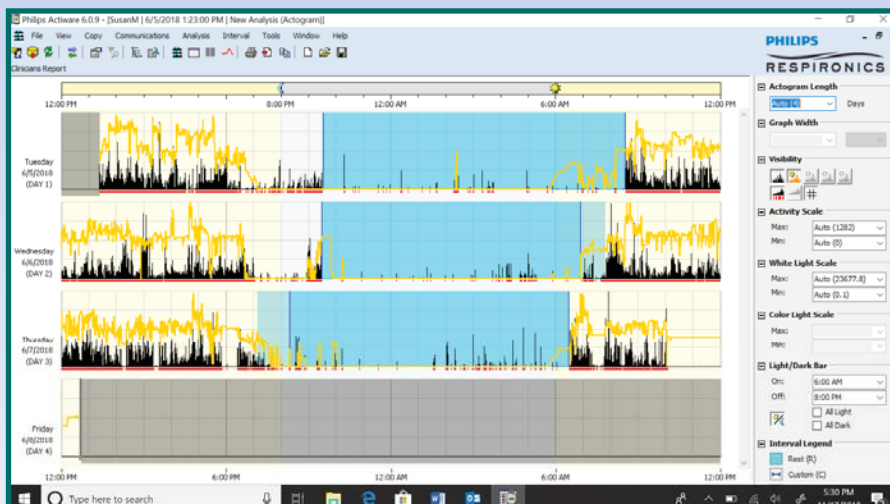 Philips Actiware 6.0.9 - [SusanM | 6/5/2018 1:23:00 PM | New Analysis (Actogram)]
File View Copy Communications Analysis Interval Tools Window Help
PHILIPS
RESPIRONICS
Clinicians Report
12:00 PM 8:00 PM 12:00 AM 6:00 AM 12:00 PM
Tuesday
6/5/2018
(DAY 1)
Wednesday
6/6/2018
(DAY 2)
Thursday
6/7/2018
(DAY 3)
Friday
6/8/2018
(DAY 4)
12:00 PM 6:00 PM 12:00 AM 6:00 AM 12:00 PM
Actogram Length
Auto (4) Days
Graph Width
Visibility
Activity Scale
Max: Auto (1282)
Min: Auto (0)
White Light Scale
Max: Auto (23677.8)
Min: Auto (0.1)
Color Light Scale
Max:
Min:
Light/Dark Bar
On: 6:00 AM
Off: 8:00 PM
All Light
All Dark
Interval Legend
Rest (R)
Custom (C)
Type here to search
5:30 PM